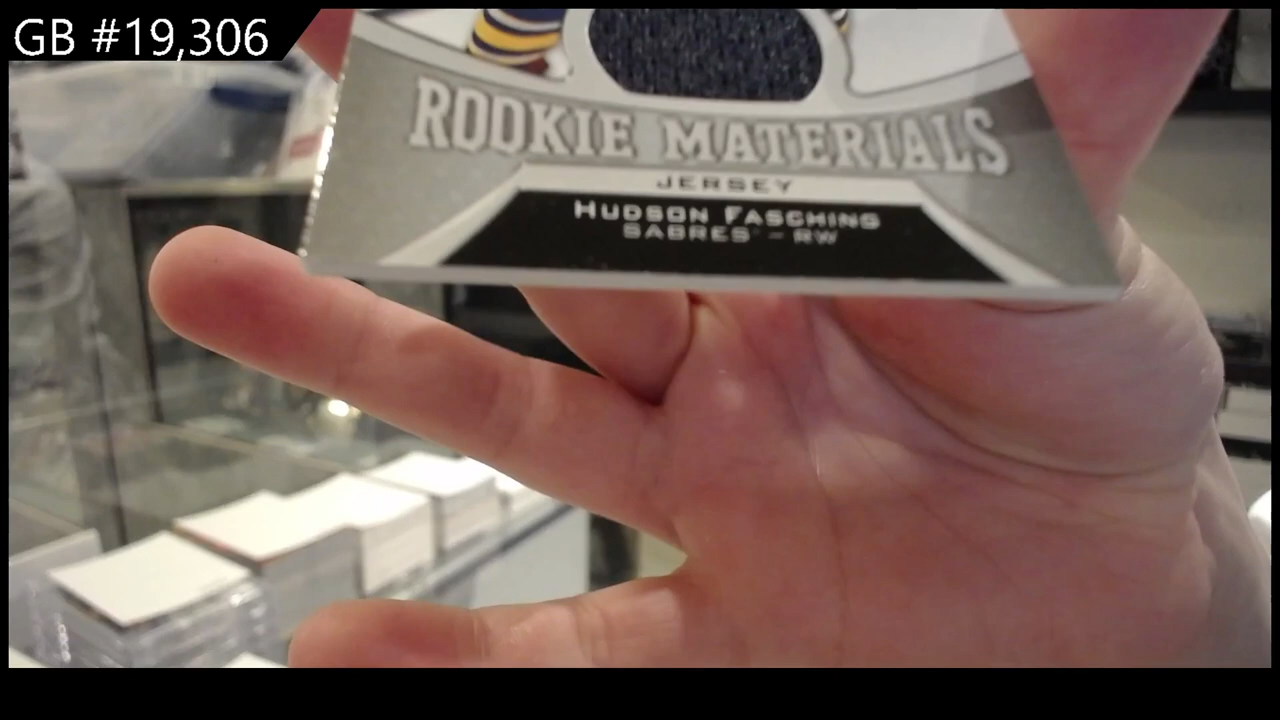 GB #19,306
ROOKIE MATERIALS
JERSEY
HUDSON FASCHING
SABRES - RW